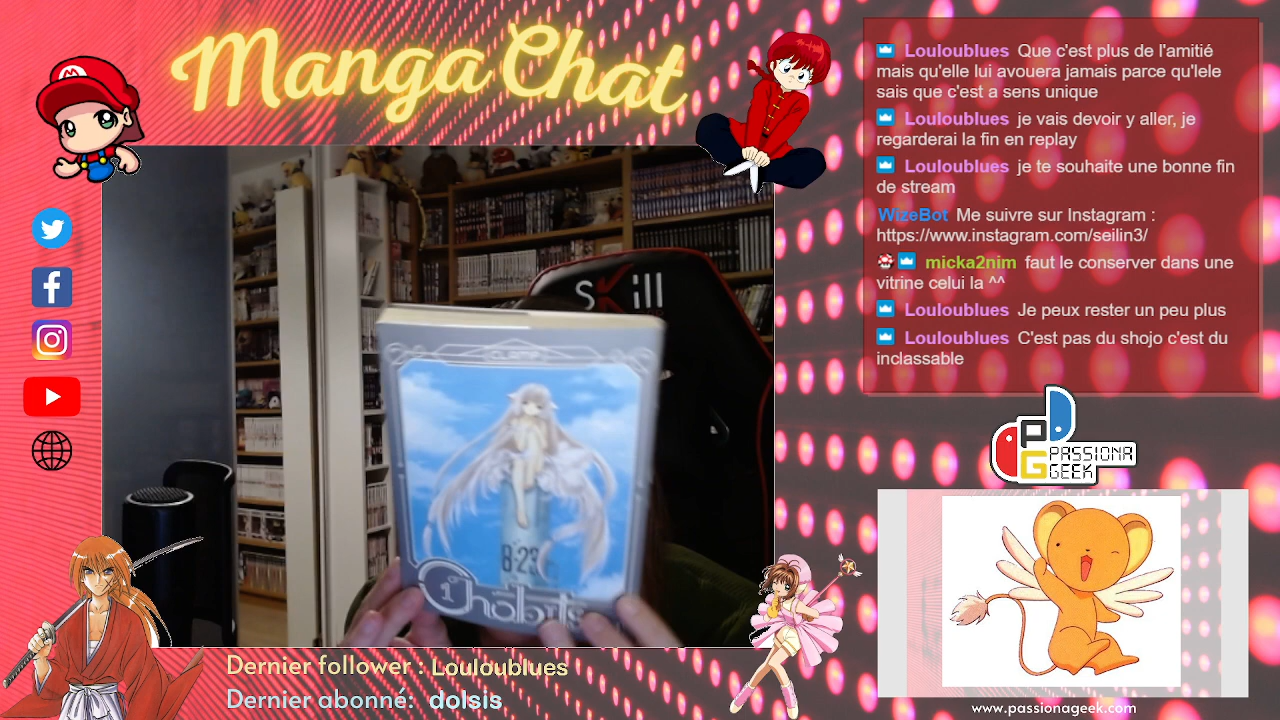 Manga Chat
Louloublues Que c'est plus de l'amitié
mais qu'elle lui avouera jamais parce qu'lele
sais que c'est a sens unique
Louloublues je vais devoir y aller, je
regarderai la fin en replay
Louloublues je te souhaite une bonne fin
de stream
WizeBot Me suivre sur Instagram :
https://www.instagram.com/seilin3/
micka2nim faut le conserver dans une
vitrine celui la ^^
Louloublues Je peux rester un peu plus
Louloublues C'est pas du shojo c'est du
inclassable
SKill
CLAMP
B-23
1
Chobits
PG PASSIONA
GEEK
Dernier follower : Louloublues
Dernier abonné: dolsis
www.passionageek.com